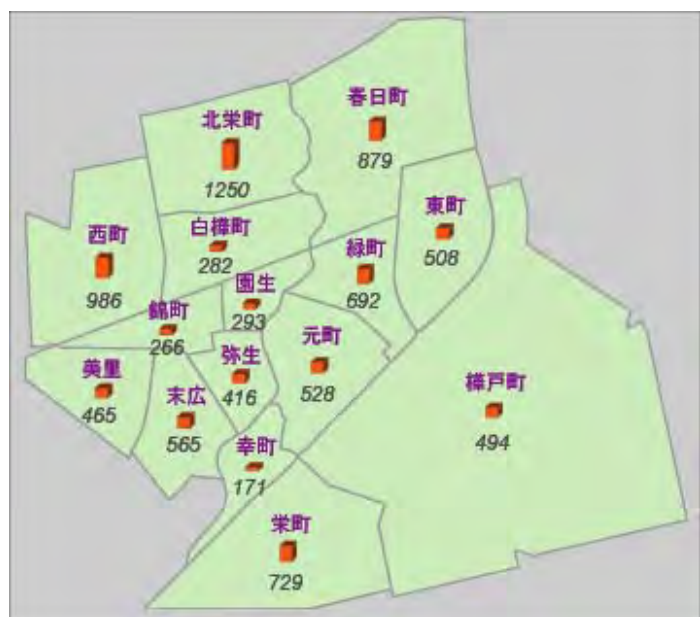 春日町
879
北栄町
1250
東町
508
白樺町
282
西町
986
緑町
692
園生
293
錦町
266
元町
528
弥生
416
美里
465
末広
565
樺戸町
494
幸町
171
栄町
729